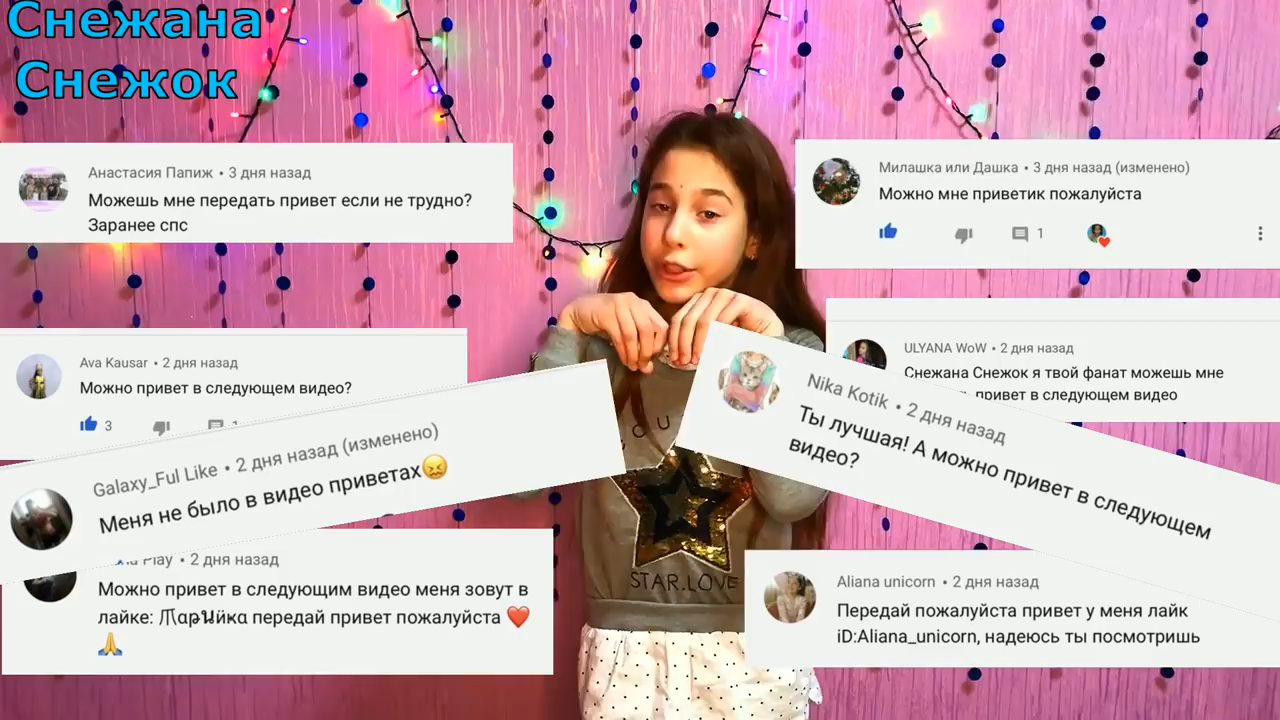 Снежана
Снежок
Анастасия Папиж • 3 дня назад
Можешь мне передать привет если не трудно?
Заранее спс
Милашка или Дашка • 3 дня назад (изменено)
Можно мне приветик пожалуйста
1
Ava Kausar • 2 дня назад
Можно привет в следующем видео?
3
ULYANA WoW • 2 дня назад
Снежана Снежок я твой фанат можешь мне
привет в следующем видео
Galaxy_Ful Like • 2 дня назад (изменено)
Меня не было в видео приветах😖
Nika Kotik • 2 дня назад
Ты лучшая! А можно привет в следующем
видео?
Play • 2 дня назад
Можно привет в следующим видео меня зовут в
лайке: передай привет пожалуйста ❤️
🙏
Aliana unicorn • 2 дня назад
Передай пожалуйста привет у меня лайк
iD:Aliana_unicorn, надеюсь ты посмотришь
STAR.LOVE